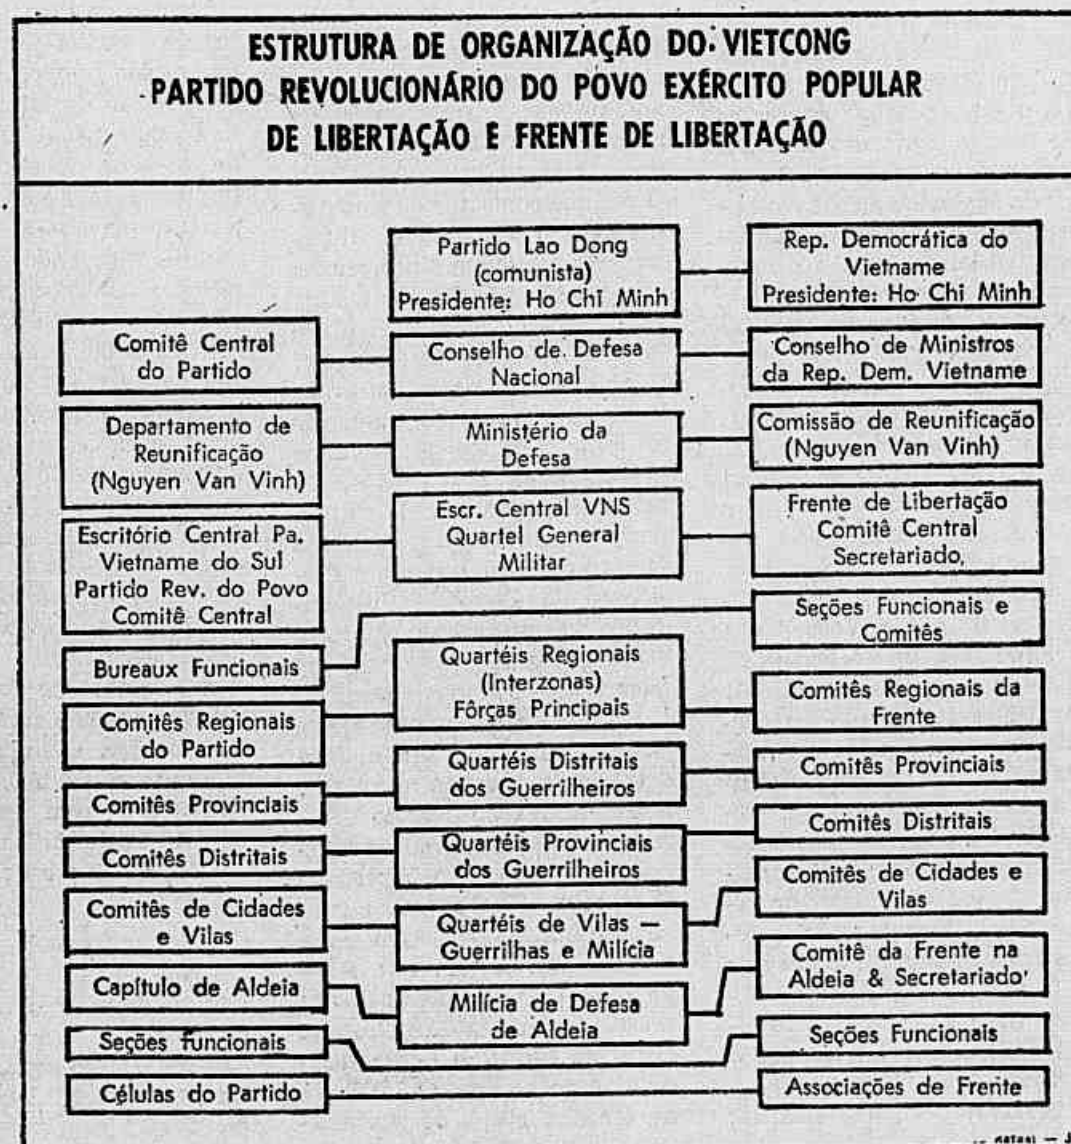 ESTRUTURA DE ORGANIZAÇÃO DO VIETCONG
PARTIDO REVOLUCIONÁRIO DO POVO EXÉRCITO POPULAR
DE LIBERTAÇÃO E FRENTE DE LIBERTAÇÃO
Partido Lao Dong
(comunista)
Presidente: Ho Chi Minh
Rep. Democrática do
Vietname
Presidente: Ho Chi Minh
Comitê Central
do Partido
Conselho de Defesa
Nacional
Conselho de Ministros
da Rep. Dem. Vietname
Departamento de
Reunificação
(Nguyen Van Vinh)
Ministério da
Defesa
Comissão de Reunificação
(Nguyen Van Vinh)
Escritório Central Pa.
Vietname do Sul
Partido Rev. do Povo
Comitê Central
Escr. Central VNS
Quartel General
Militar
Frente de Libertação
Comitê Central
Secretariado.
Bureaux Funcionais
Seções Funcionais e
Comitês
Comitês Regionais
do Partido
Quartéis Regionais
(Interzonas)
Fôrças Principais
Comitês Regionais da
Frente
Comitês Provinciais
Quartéis Distritais
dos Guerrilheiros
Comitês Provinciais
Comitês Distritais
Quartéis Provinciais
dos Guerrilheiros
Comitês Distritais
Comitês de Cidades
e Vilas
Quartéis de Vilas —
Guerrilhas e Milícia
Comitês de Cidades e
Vilas
Capítulo de Aldeia
Milícia de Defesa
de Aldeia
Comitê da Frente na
Aldeia & Secretariado
Seções funcionais
Seções Funcionais
Células do Partido
Associações de Frente